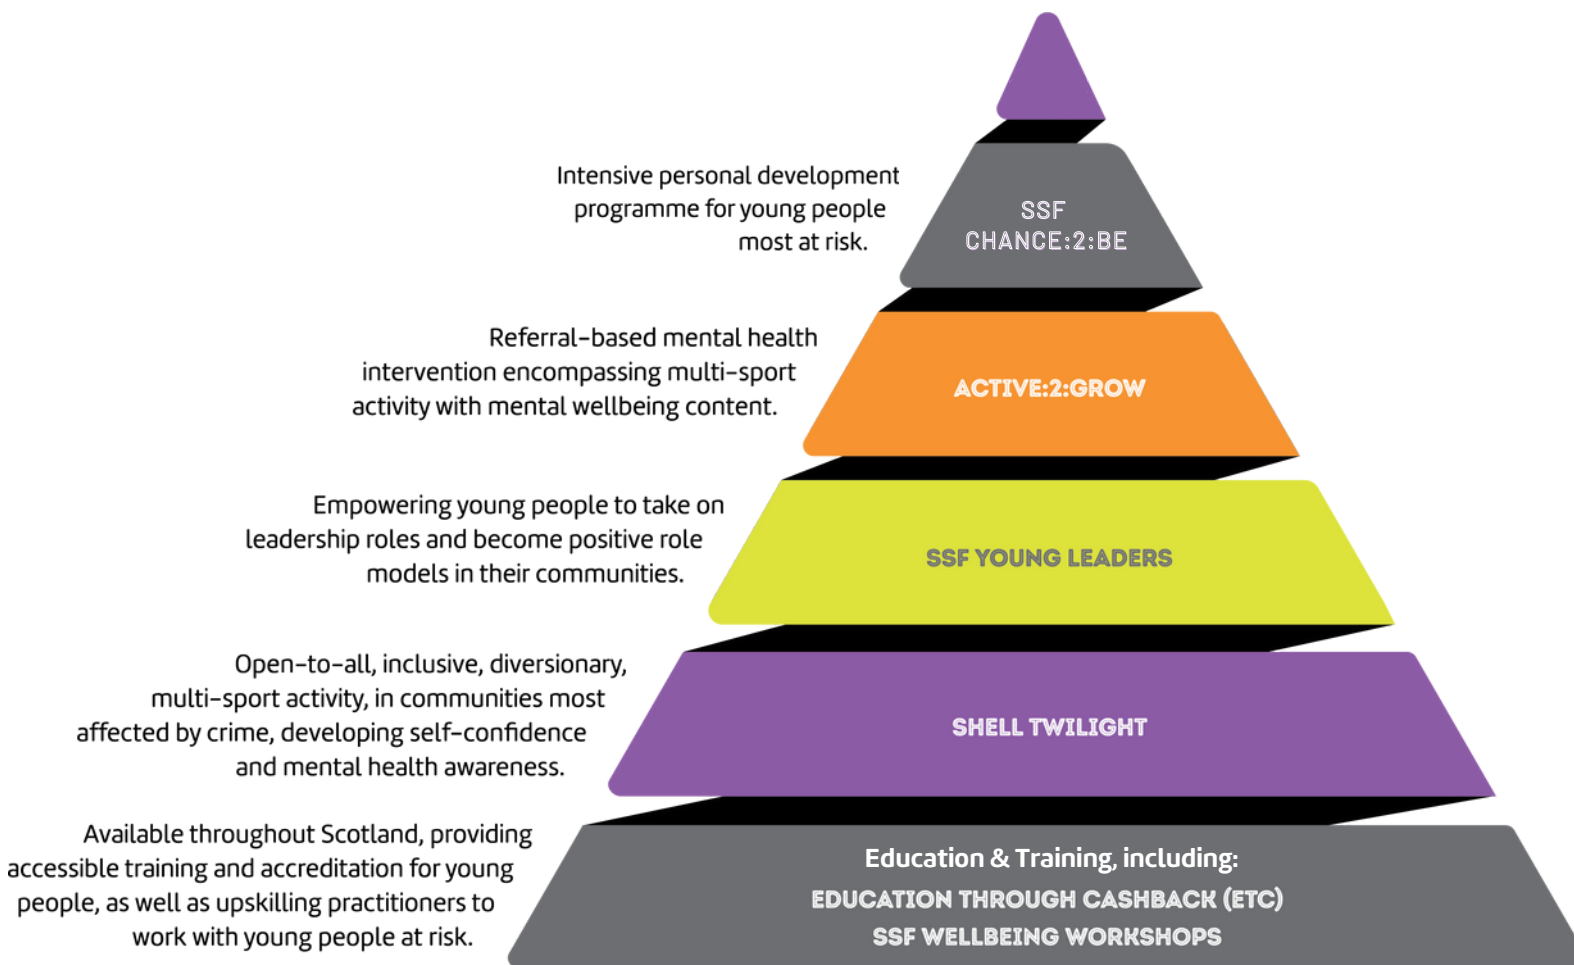 Intensive personal development
programme for young people
most at risk.
SSF
CHANCE:2:BE
Referral-based mental health
intervention encompassing multi-sport
activity with mental wellbeing content.
ACTIVE:2:GROW
Empowering young people to take on
leadership roles and become positive role
models in their communities.
SSF YOUNG LEADERS
Open-to-all, inclusive, diversionary,
multi-sport activity, in communities most
affected by crime, developing self-confidence
and mental health awareness.
SHELL TWILIGHT
Available throughout Scotland, providing
accessible training and accreditation for young
people, as well as upskilling practitioners to
work with young people at risk.
Education & Training, including:
EDUCATION THROUGH CASHBACK (ETC)
SSF WELLBEING WORKSHOPS